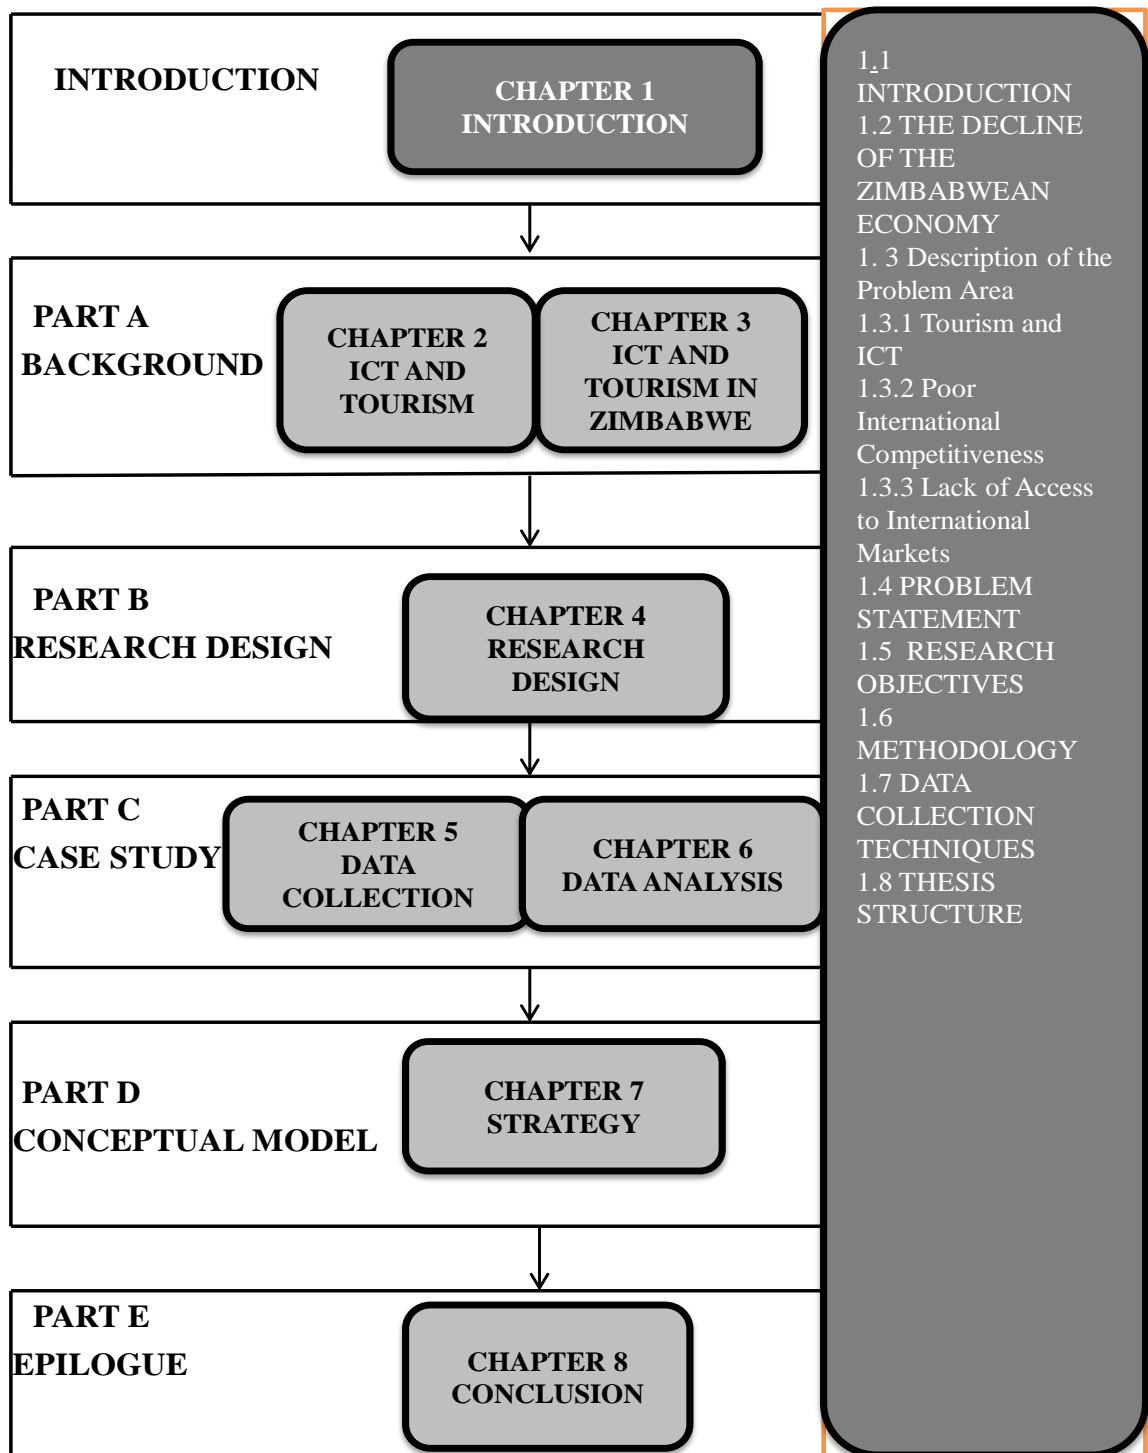 INTRODUCTION
CHAPTER 1
INTRODUCTION
PART A
BACKGROUND
CHAPTER 2
ICT AND
TOURISM
CHAPTER 3
ICT AND
TOURISM IN
ZIMBABWE
PART B
RESEARCH DESIGN
CHAPTER 4
RESEARCH
DESIGN
PART C
CASE STUDY
CHAPTER 5
DATA
COLLECTION
CHAPTER 6
DATA ANALYSIS
PART D
CONCEPTUAL MODEL
CHAPTER 7
STRATEGY
PART E
EPILOGUE
CHAPTER 8
CONCLUSION
1.1
INTRODUCTION
1.2 THE DECLINE
OF THE
ZIMBABWEAN
ECONOMY
1. 3 Description of the
Problem Area
1.3.1 Tourism and
ICT
1.3.2 Poor
International
Competitiveness
1.3.3 Lack of Access
to International
Markets
1.4 PROBLEM
STATEMENT
1.5  RESEARCH
OBJECTIVES
1.6
METHODOLOGY
1.7 DATA
COLLECTION
TECHNIQUES
1.8 THESIS
STRUCTURE